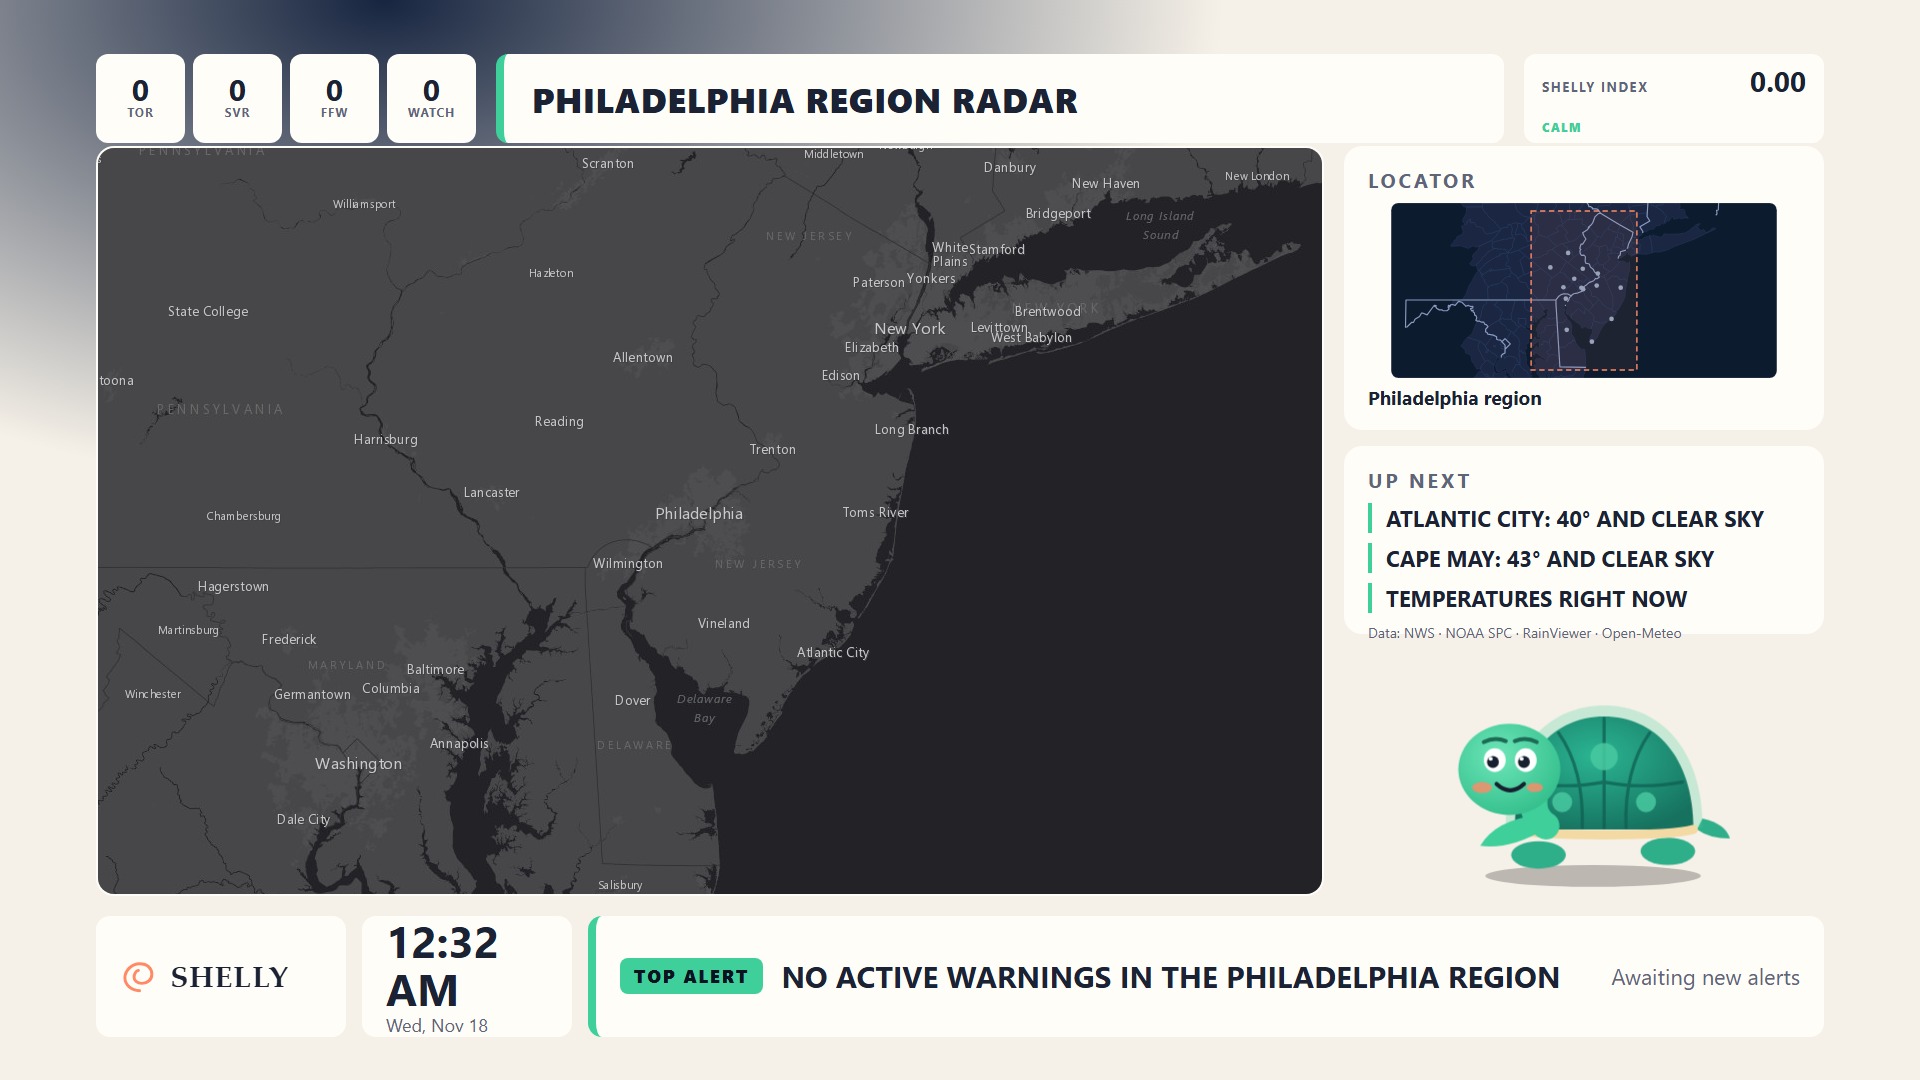 0
TOR
0
SVR
0
FFW
0
WATCH
PHILADELPHIA REGION RADAR
SHELLY INDEX
0.00
CALM
PENNSYLVANIA
Scranton
Middletown
Danbury
New Haven
New London
Williamsport
Bridgeport
Long Island
Sound
NEW JERSEY
White
Plains
Stamford
Hazleton
Paterson
Yonkers
State College
NEW YORK
Brentwood
New York
Levittown
West Babylon
Elizabeth
Allentown
Edison
toona
PENNSYLVANIA
Reading
Long Branch
Harrisburg
Trenton
Lancaster
Chambersburg
Philadelphia
Toms River
Wilmington
NEW JERSEY
Hagerstown
Martinsburg
Frederick
Vineland
Atlantic City
MARYLAND
Baltimore
Columbia
Winchester
Germantown
Dover
Delaware
Bay
Annapolis
DELAWARE
Washington
Dale City
Salisbury
LOCATOR
Philadelphia region
UP NEXT
ATLANTIC CITY: 40° AND CLEAR SKY
CAPE MAY: 43° AND CLEAR SKY
TEMPERATURES RIGHT NOW
Data: NWS · NOAA SPC · RainViewer · Open-Meteo
SHELLY
12:32
AM
Wed, Nov 18
TOP ALERT
NO ACTIVE WARNINGS IN THE PHILADELPHIA REGION
Awaiting new alerts